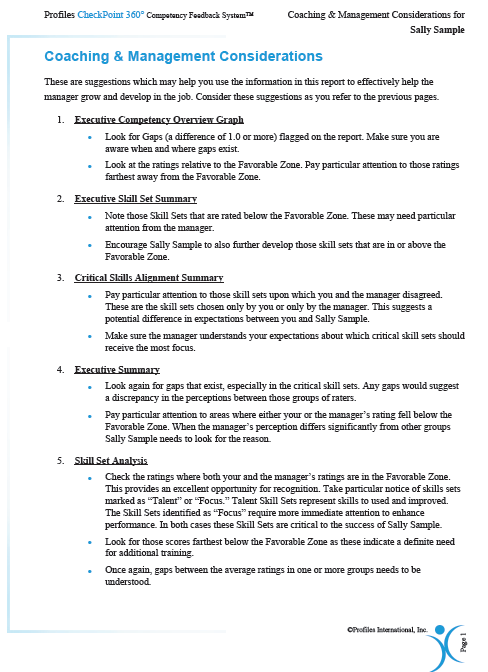 Profiles CheckPoint 360° Competency Feedback System™
Coaching & Management Considerations for
Sally Sample
Coaching & Management Considerations
These are suggestions which may help you use the information in this report to effectively help the
manager grow and develop in the job. Consider these suggestions as you refer to the previous pages.
1. Executive Competency Overview Graph
• Look for Gaps (a difference of 1.0 or more) flagged on the report. Make sure you are
aware when and where gaps exist.
• Look at the ratings relative to the Favorable Zone. Pay particular attention to those ratings
farthest away from the Favorable Zone.
2. Executive Skill Set Summary
• Note those Skill Sets that are rated below the Favorable Zone. These may need particular
attention from the manager.
• Encourage Sally Sample to also further develop those skill sets that are in or above the
Favorable Zone.
3. Critical Skills Alignment Summary
• Pay particular attention to those skill sets upon which you and the manager disagreed.
These are the skill sets chosen only by you or only by the manager. This suggests a
potential difference in expectations between you and Sally Sample.
• Make sure the manager understands your expectations about which critical skill sets should
receive the most focus.
4. Executive Summary
• Look again for gaps that exist, especially in the critical skill sets. Any gaps would suggest
a discrepancy in the perceptions between those groups of raters.
• Pay particular attention to areas where either your or the manager’s rating fell below the
Favorable Zone. When the manager’s perception differs significantly from other groups
Sally Sample needs to look for the reason.
5. Skill Set Analysis
• Check the ratings where both your and the manager’s ratings are in the Favorable Zone.
This provides an excellent opportunity for recognition. Take particular notice of skills sets
marked as “Talent” or “Focus.” Talent Skill Sets represent skills to used and improved.
The Skill Sets identified as “Focus” require more immediate attention to enhance
performance. In both cases these Skill Sets are critical to the success of Sally Sample.
• Look for those scores farthest below the Favorable Zone as these indicate a definite need
for additional training.
• Once again, gaps between the average ratings in one or more groups needs to be
understood.
©Profiles International, Inc.
Page 1